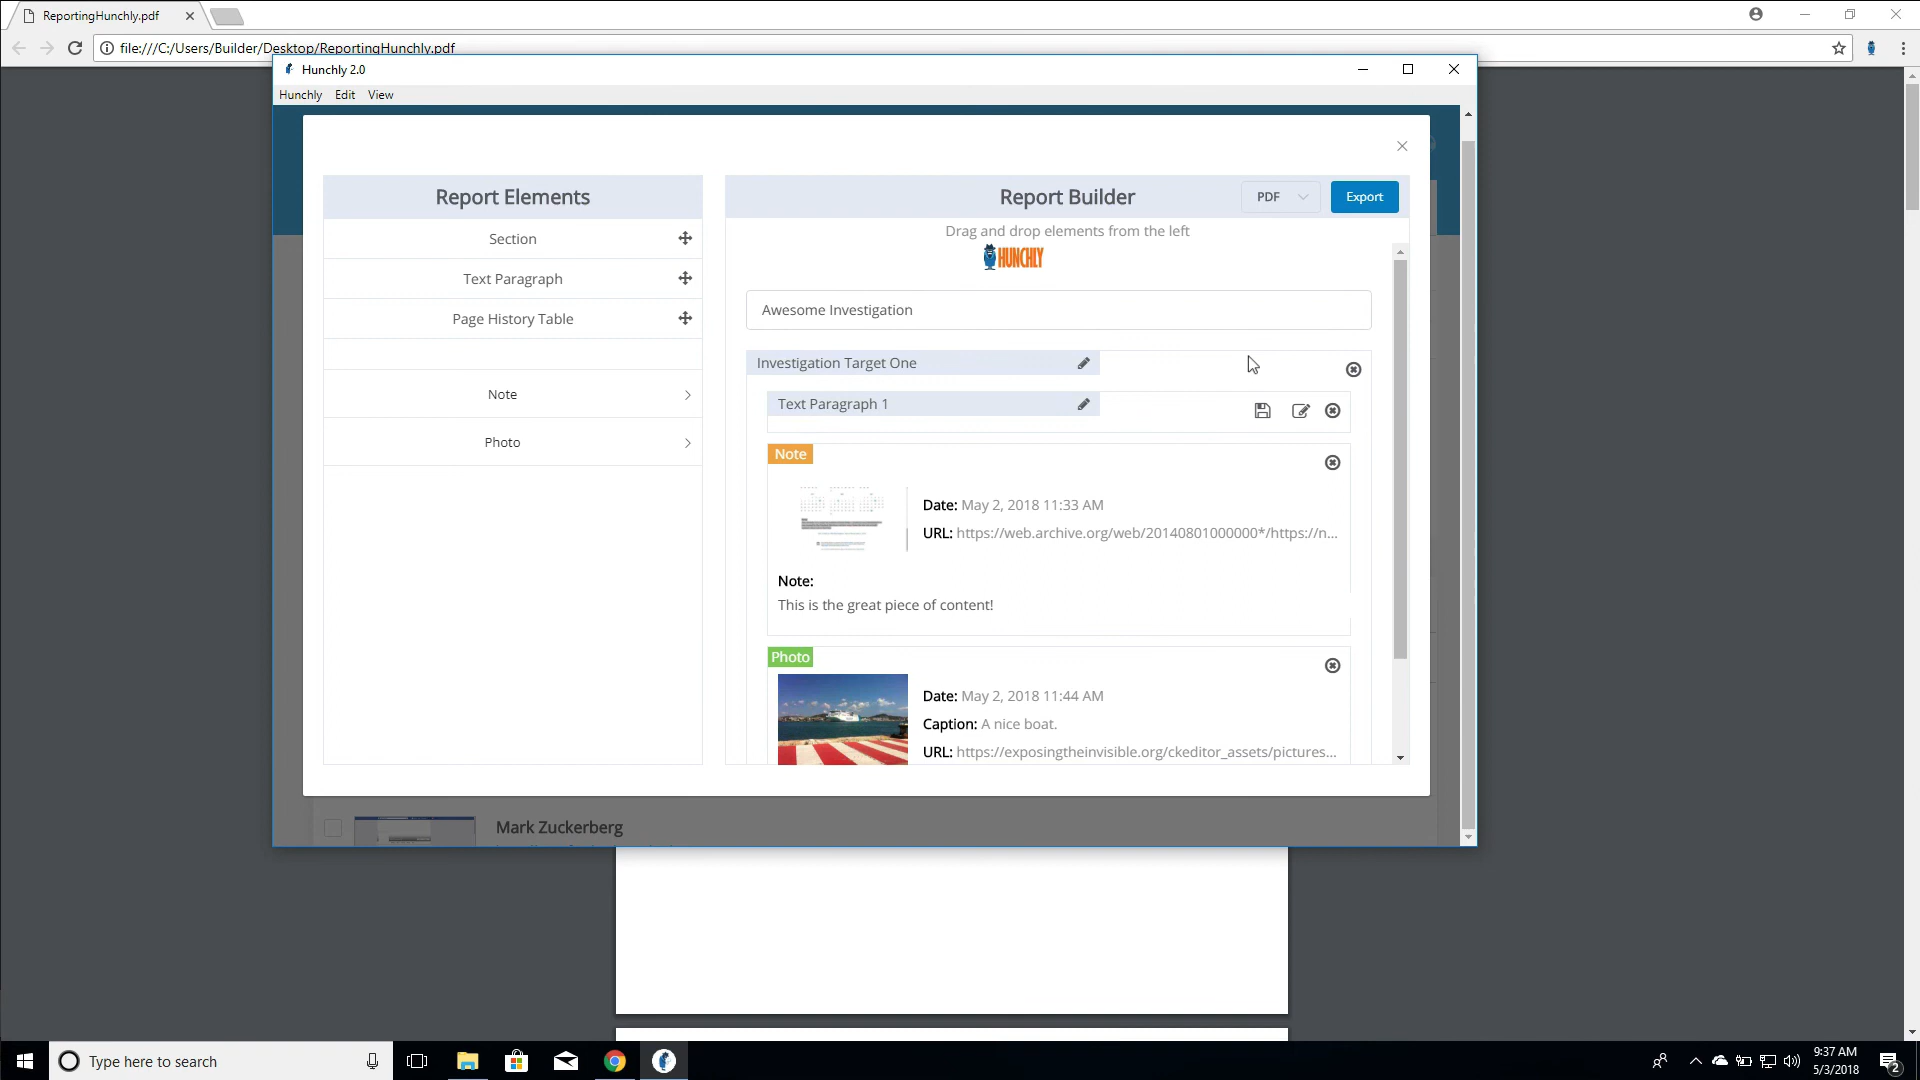 ReportingHunchly.pdf
file:///C:/Users/Builder/Desktop/ReportingHunchly.pdf
Hunchly 2.0
Hunchly Edit View
Report Elements
Section
Text Paragraph
Page History Table
Note
Photo
Report Builder
PDF
Export
Drag and drop elements from the left
HUNCHLY
Awesome Investigation
Investigation Target One
Text Paragraph 1
Note
Date: May 2, 2018 11:33 AM
URL: https://web.archive.org/web/20140801000000*/https://n...
Note:
This is the great piece of content!
Photo
Date: May 2, 2018 11:44 AM
Caption: A nice boat.
URL: https://exposingtheinvisible.org/ckeditor_assets/pictures...
Mark Zuckerberg
Type here to search
9:37 AM
5/3/2018
2